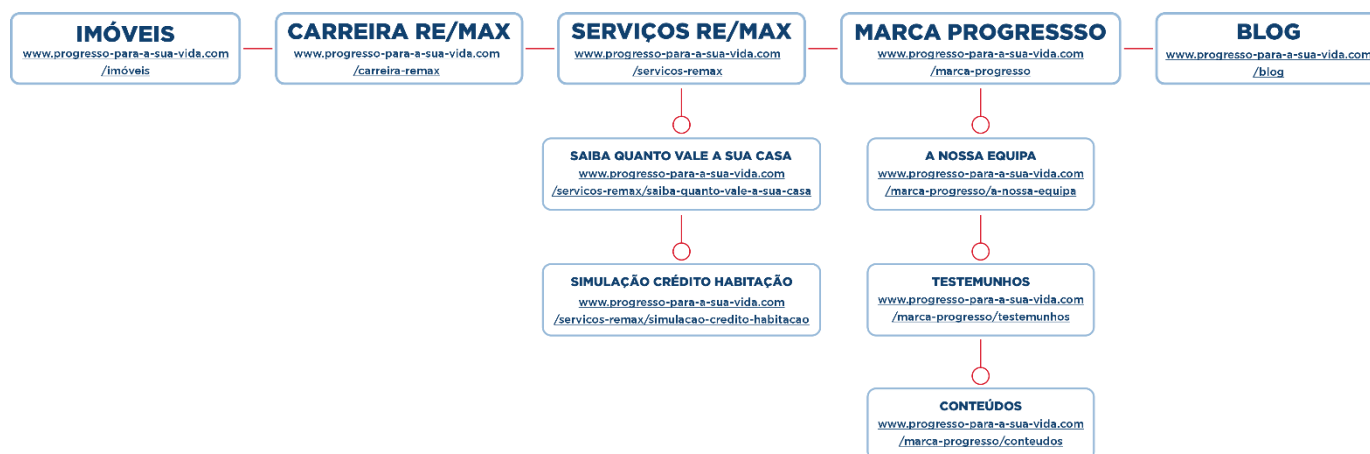 IMÓVEIS
www.progresso-para-a-sua-vida.com
/imóveis
CARREIRA RE/MAX
www.progresso-para-a-sua-vida.com
/carreira-remax
SERVIÇOS RE/MAX
www.progresso-para-a-sua-vida.com
/servicos-remax
MARCA PROGRESSSO
www.progresso-para-a-sua-vida.com
/marca-progresso
BLOG
www.progresso-para-a-sua-vida.com
/blog
SAIBA QUANTO VALE A SUA CASA
www.progresso-para-a-sua-vida.com
/servicos-remax/saiba-quanto-vale-a-sua-casa
A NOSSA EQUIPA
www.progresso-para-a-sua-vida.com
/marca-progresso/a-nossa-equipa
SIMULAÇÃO CRÉDITO HABITAÇÃO
www.progresso-para-a-sua-vida.com
/servicos-remax/simulacao-credito-habitacao
TESTEMUNHOS
www.progresso-para-a-sua-vida.com
/marca-progresso/testemunhos
CONTEÚDOS
www.progresso-para-a-sua-vida.com
/marca-progresso/conteudos